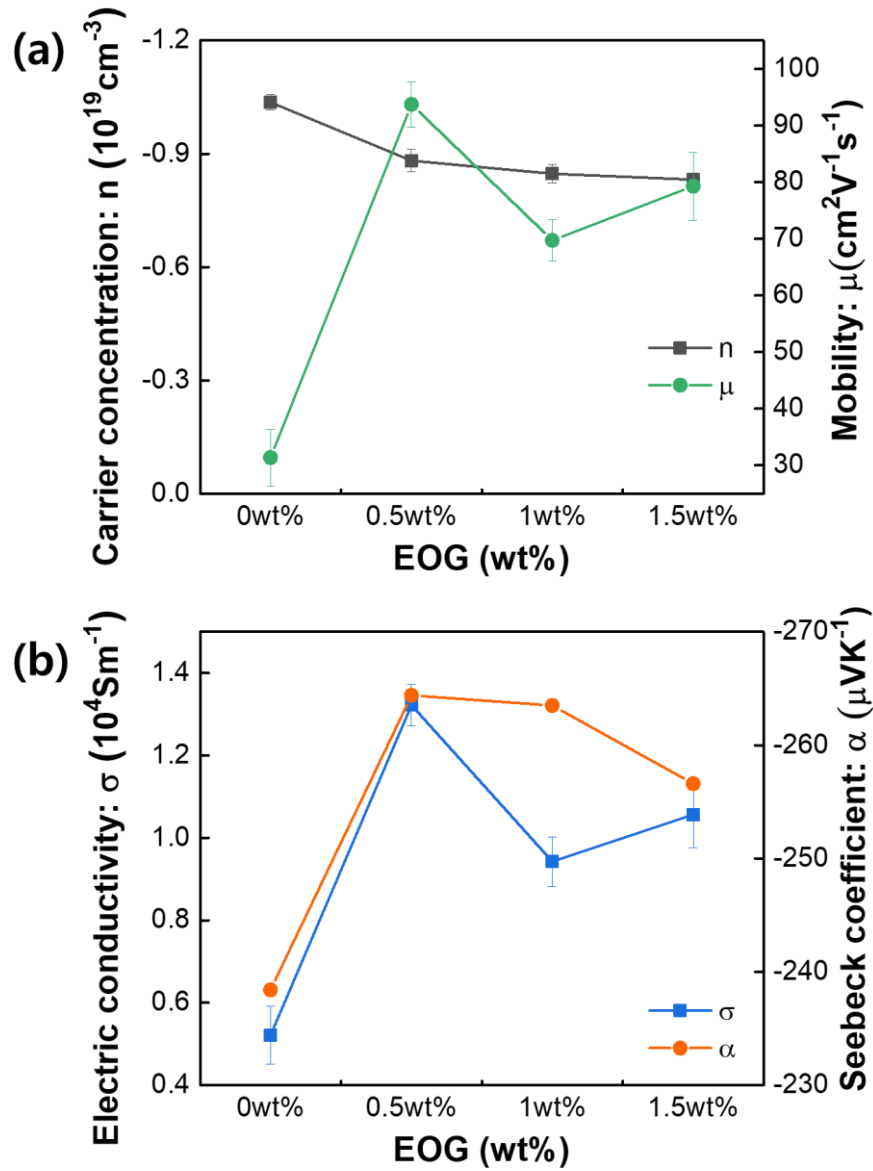 (a)
Carrier concentration: n (10¹⁹cm⁻³)
-1.2
-0.9
-0.6
-0.3
0.0
100
90
80
70
60
50
40
30
Mobility: μ(cm²V⁻¹s⁻¹)
n
μ
0wt% 0.5wt% 1wt% 1.5wt%
EOG (wt%)
(b)
Electric conductivity: σ (10⁴Sm⁻¹)
1.4
1.2
1.0
0.8
0.6
0.4
-270
-260
-250
-240
-230
Seebeck coefficient: α (μVK⁻¹)
σ
α
0wt% 0.5wt% 1wt% 1.5wt%
EOG (wt%)